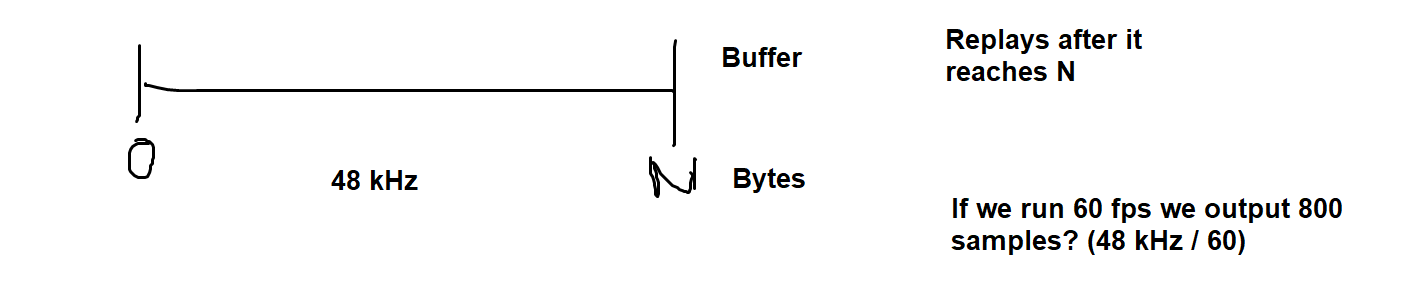 Buffer
Replays after it
reaches N
0
48 kHz
N
Bytes
If we run 60 fps we output 800
samples? (48 kHz / 60)